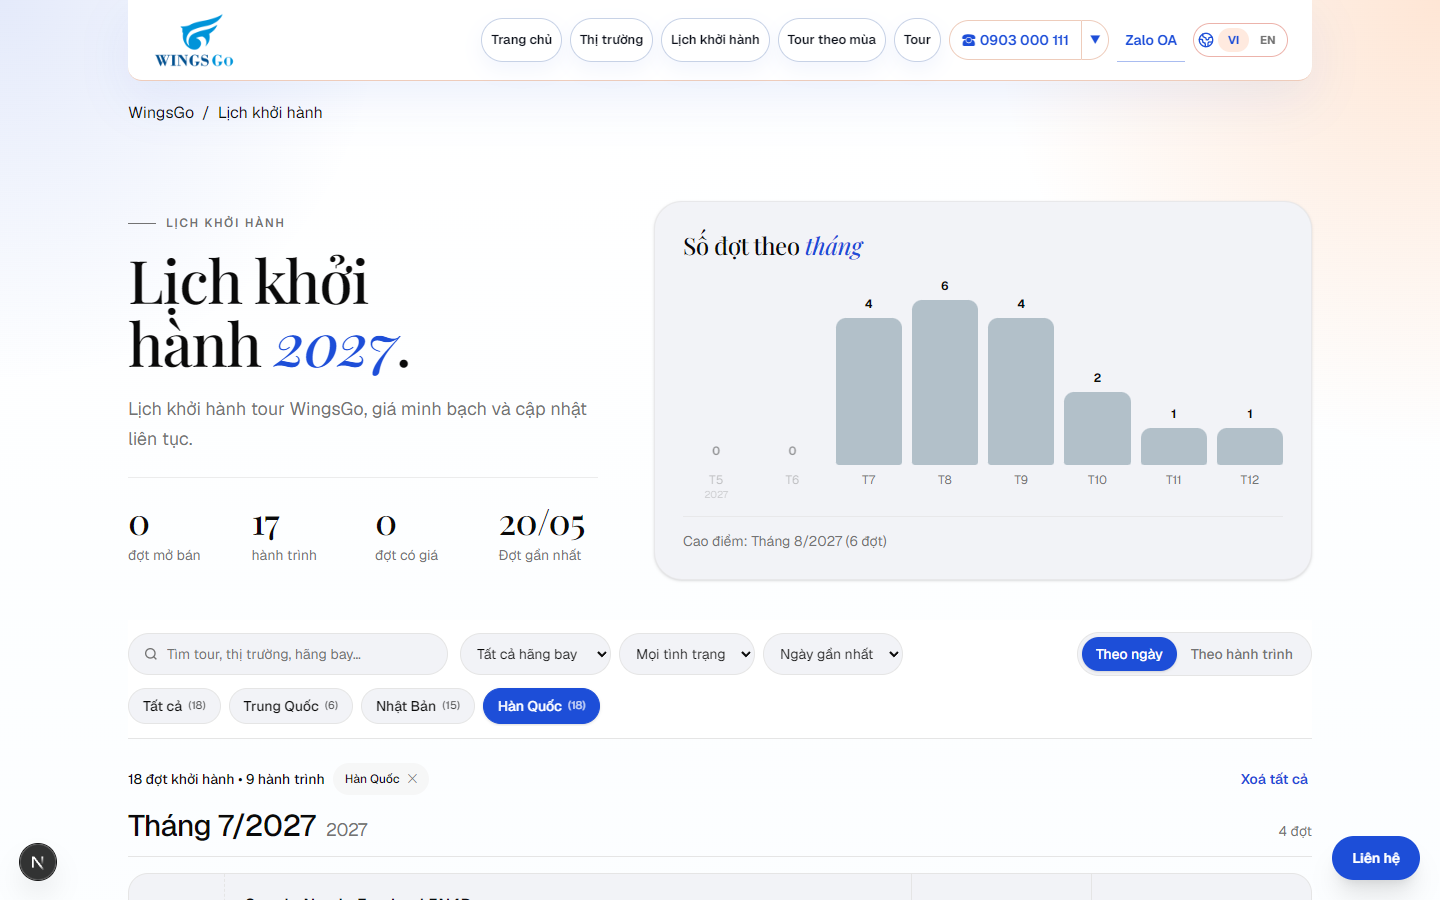 WINGS Go
Trang chủ
Thị trường
Lịch khởi hành
Tour theo mùa
Tour
0903 000 111
Zalo OA
VI
EN
WingsGo / Lịch khởi hành
LỊCH KHỞI HÀNH
Lịch khởi
hành 2027.
Lịch khởi hành tour WingsGo, giá minh bạch và cập nhật
liên tục.
0
đợt mở bán
17
hành trình
0
đợt có giá
20/05
Đợt gần nhất
Số đợt theo tháng
0
0
4
6
4
2
1
1
T5
2027
T6
T7
T8
T9
T10
T11
T12
Cao điểm: Tháng 8/2027 (6 đợt)
Tìm tour, thị trường, hãng bay...
Tất cả hãng bay
Mọi tình trạng
Ngày gần nhất
Theo ngày
Theo hành trình
Tất cả (18)
Trung Quốc (6)
Nhật Bản (15)
Hàn Quốc (18)
18 đợt khởi hành • 9 hành trình
Hàn Quốc
Xoá tất cả
Tháng 7/2027 2027
4 đợt
N
Liên hệ